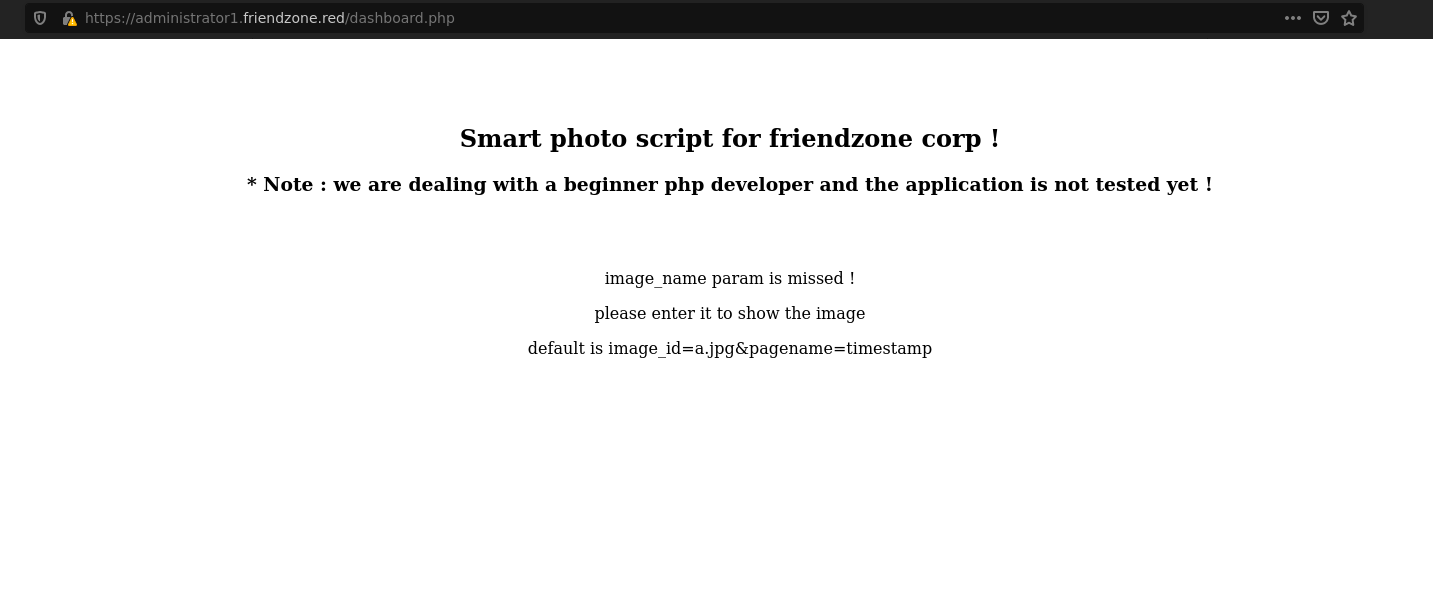 https://administrator1.friendzone.red/dashboard.php
Smart photo script for friendzone corp !
* Note : we are dealing with a beginner php developer and the application is not tested yet !
image_name param is missed !
please enter it to show the image
default is image_id=a.jpg&pagename=timestamp